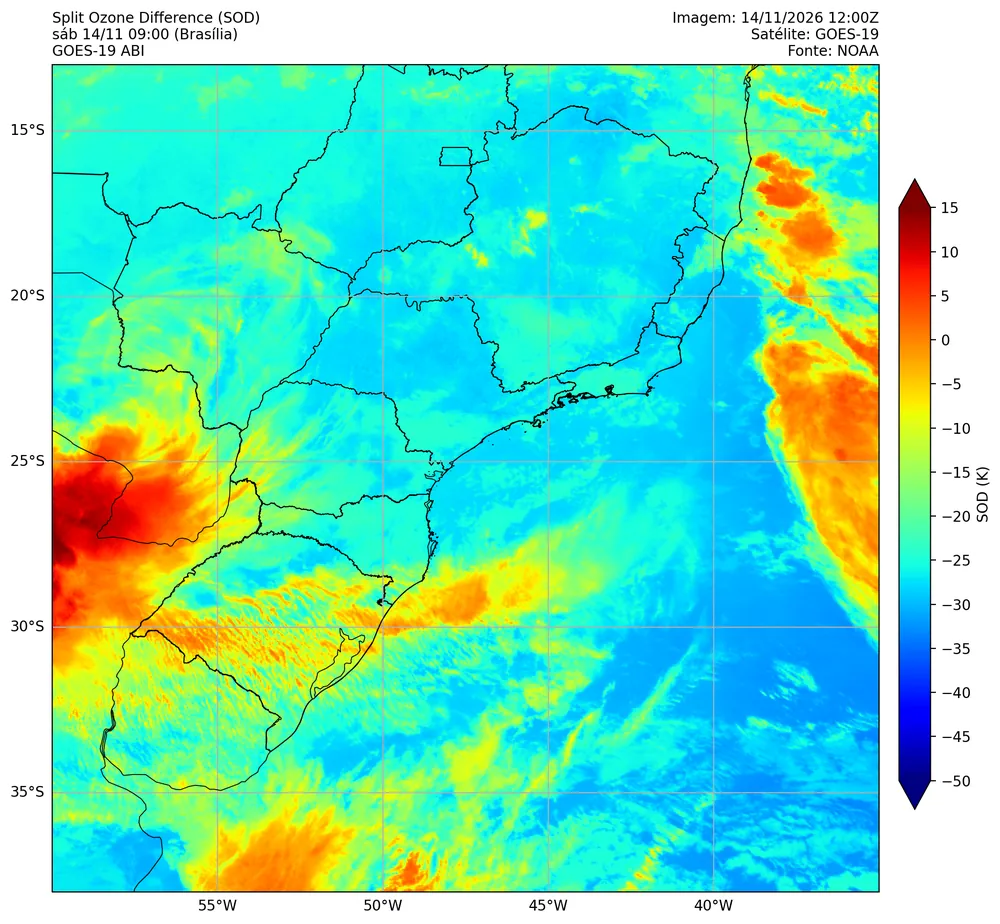 Split Ozone Difference (SOD)
sáb 14/11 09:00 (Brasília)
GOES-19 ABI
Imagem: 14/11/2026 12:00Z
Satélite: GOES-19
Fonte: NOAA
15°S
20°S
25°S
30°S
35°S
55°W
50°W
45°W
40°W
15
10
5
0
−5
−10
−15
−20
−25
−30
−35
−40
−45
−50
SOD (K)